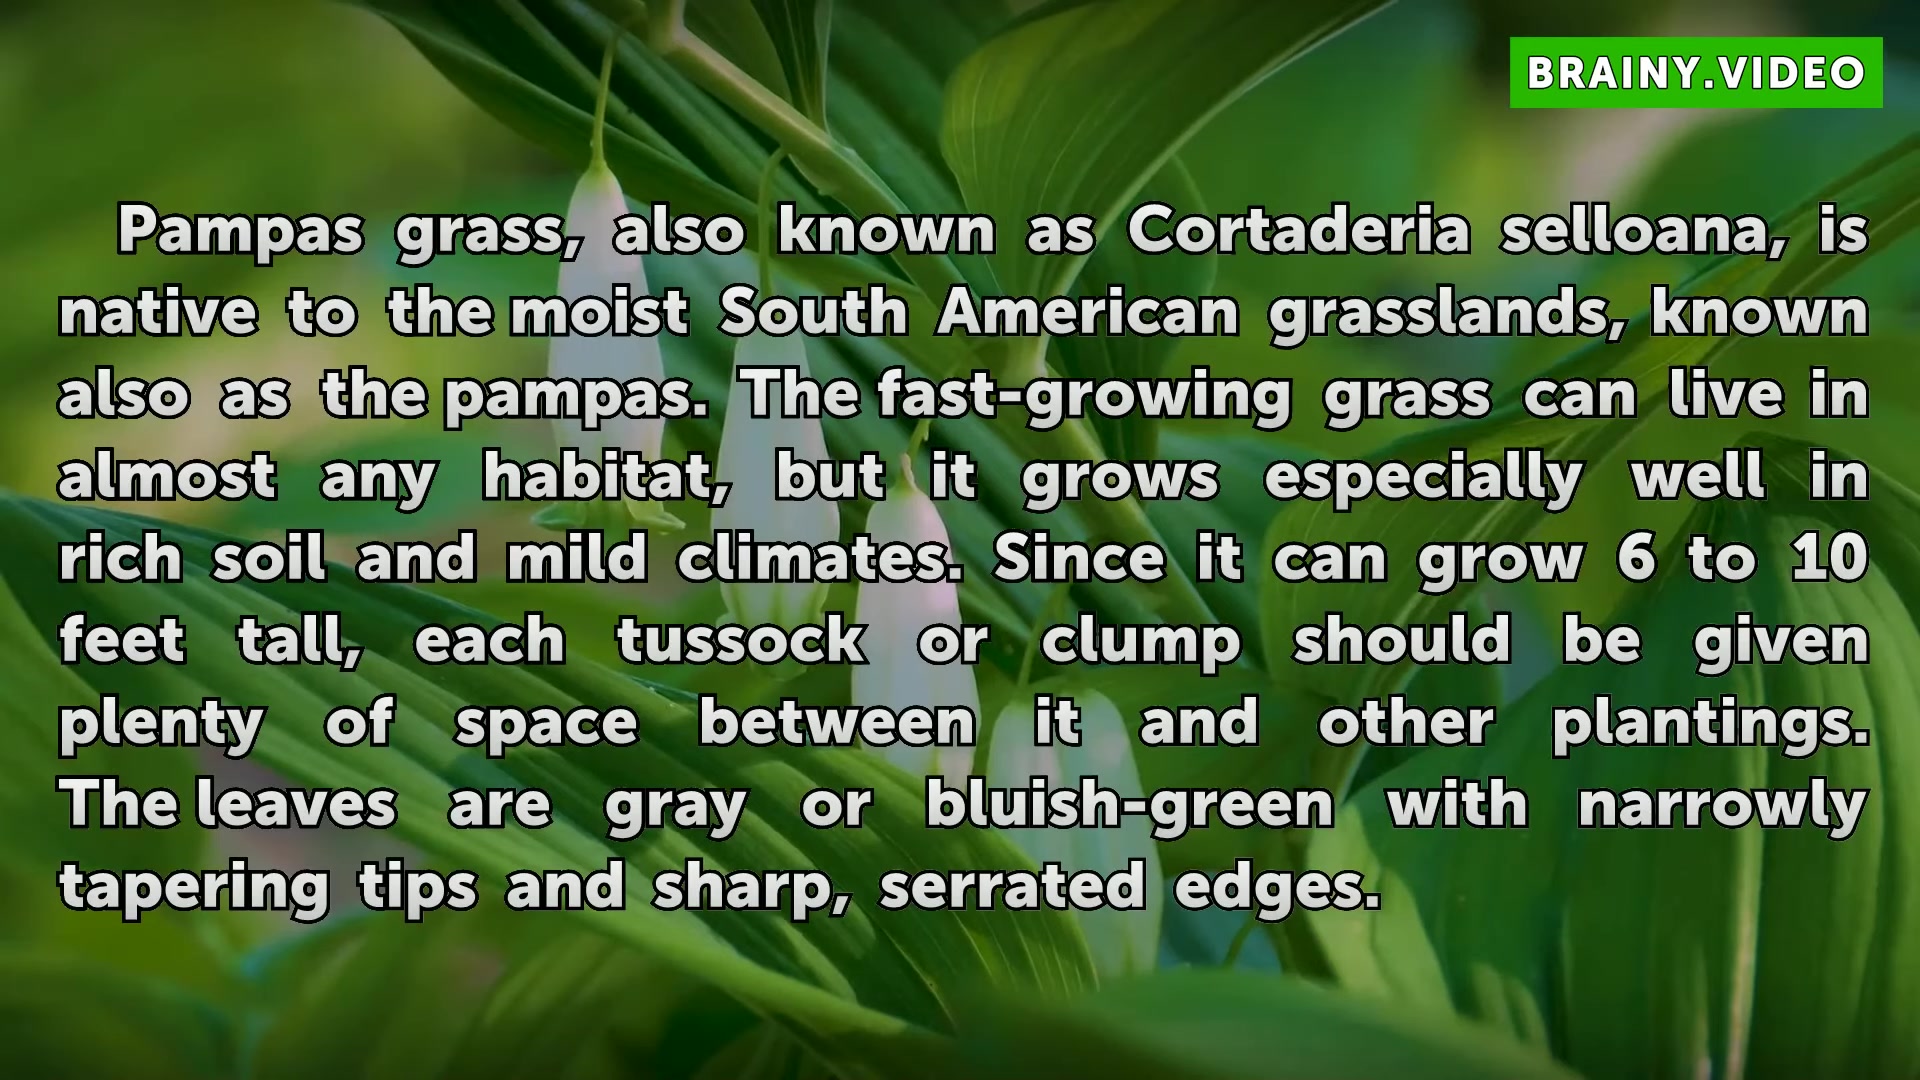 BRAINY.VIDEO
Pampas grass, also known as Cortaderia selloana, is
native to the moist South American grasslands, known
also as the pampas. The fast-growing grass can live in
almost any habitat, but it grows especially well in
rich soil and mild climates. Since it can grow 6 to 10
feet tall, each tussock or clump should be given
plenty of space between it and other plantings.
The leaves are gray or bluish-green with narrowly
tapering tips and sharp, serrated edges.